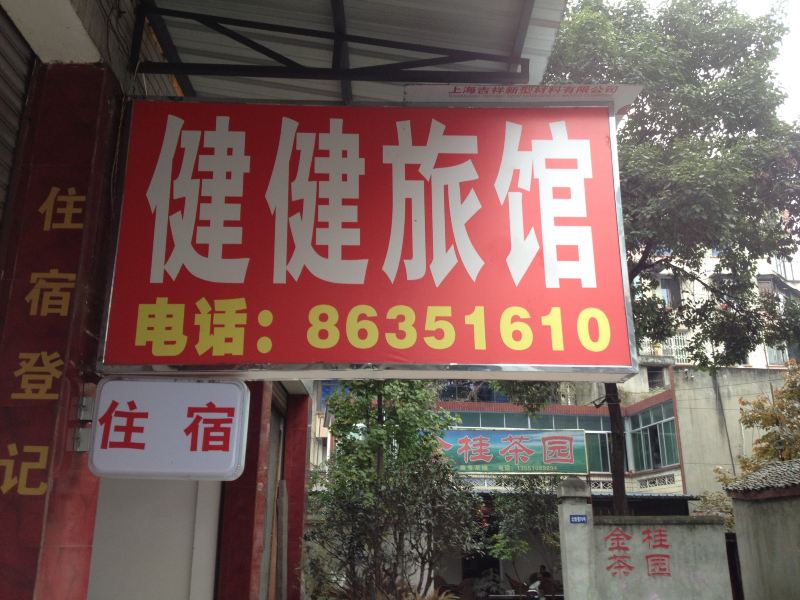 上海吉祥新型材料有限公司
健健旅馆
电话：86351610
住宿登记
住宿
金桂茶园
金桂
茶园